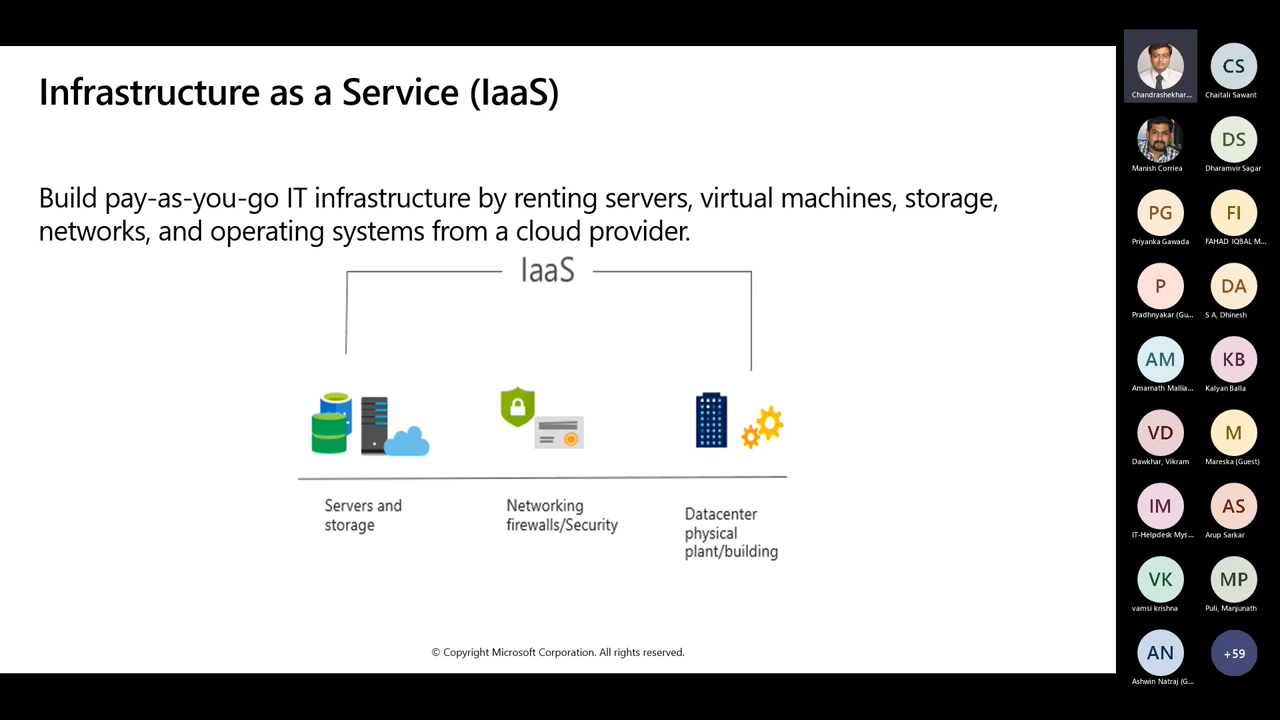 Infrastructure as a Service (IaaS)
Build pay-as-you-go IT infrastructure by renting servers, virtual machines, storage,
networks, and operating systems from a cloud provider.
IaaS
Servers and
storage
Networking
firewalls/Security
Datacenter
physical
plant/building
© Copyright Microsoft Corporation. All rights reserved.
Chandrashekhar...
CS
Chaitali Sawant
Manish Corriea
DS
Dharamvir Sagar
PG
Priyanka Gawada
FI
FAHAD IQBAL M...
P
Pradhnyakar (Gu...
DA
S A, Dhinesh
AM
Amarnath Mallia...
KB
Kalyan Balla
VD
Dawkhar, Vikram
M
Mareska (Guest)
IM
IT-Helpdesk Mys...
AS
Arup Sarkar
VK
vamsi krishna
MP
Puli, Manjunath
AN
Ashwin Natraj (G...
+59